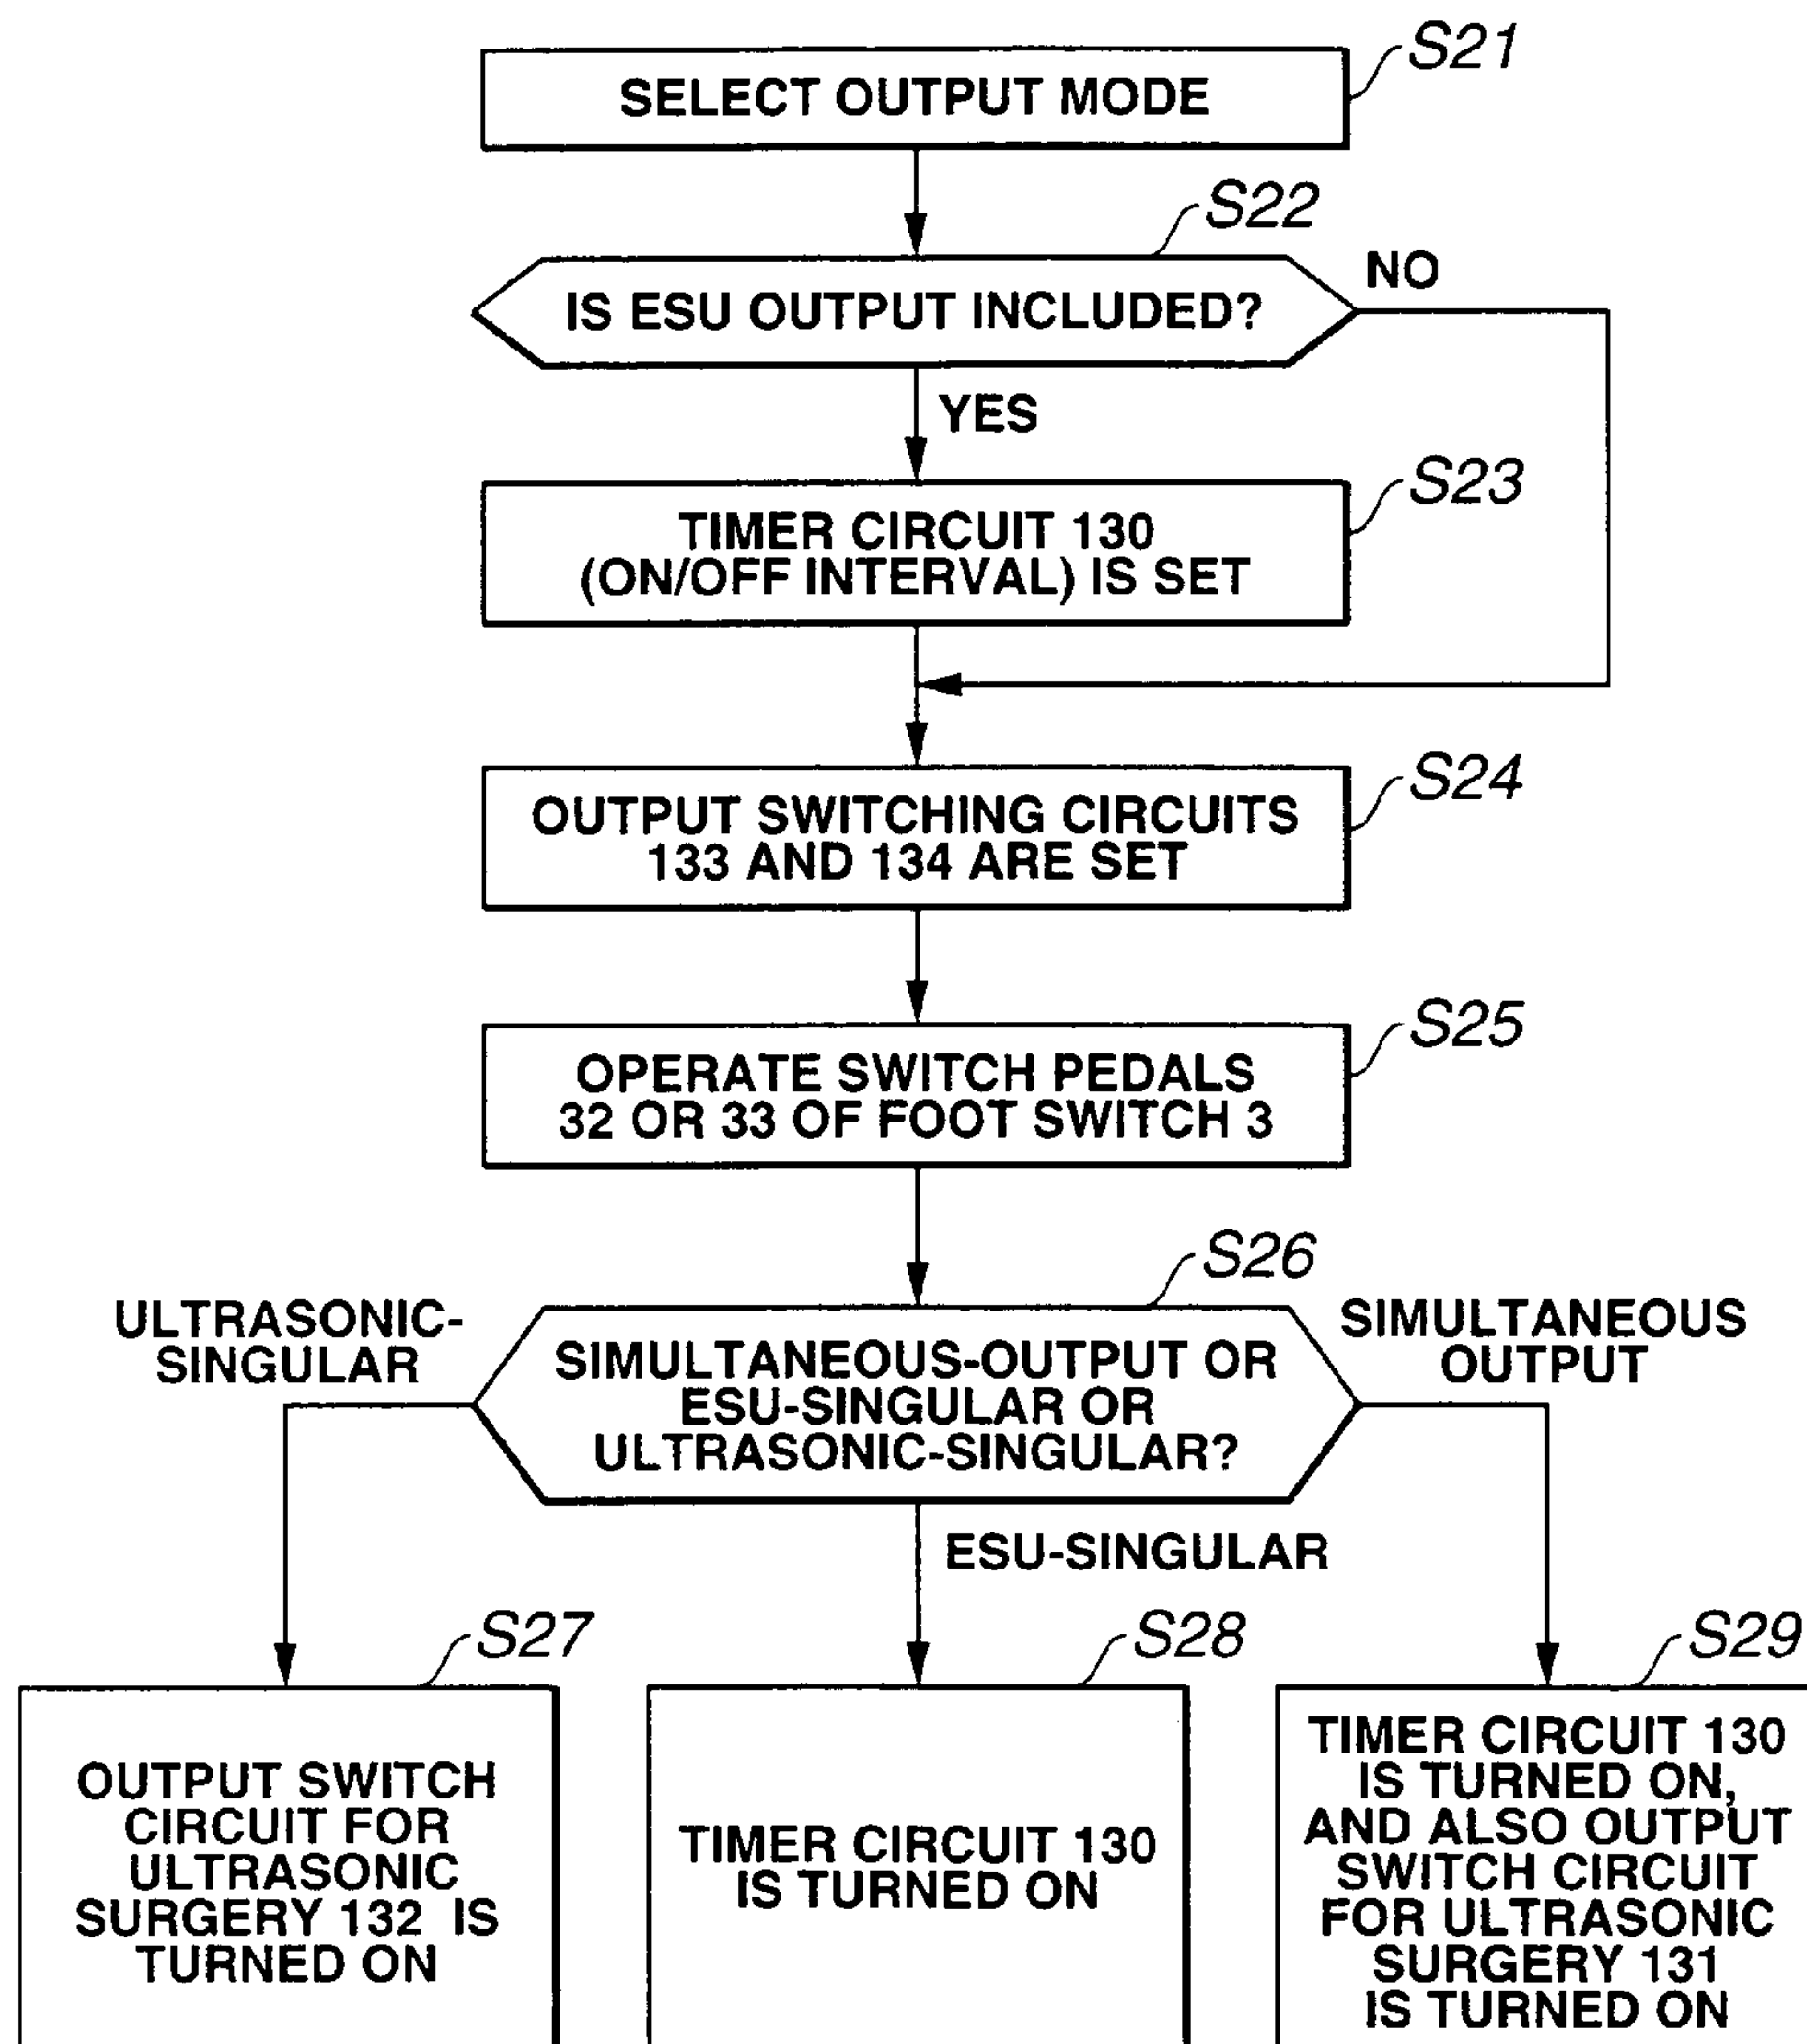 S21
SELECT OUTPUT MODE
S22
IS ESU OUTPUT INCLUDED?
NO
YES
S23
TIMER CIRCUIT 130
(ON/OFF INTERVAL) IS SET
S24
OUTPUT SWITCHING CIRCUITS
133 AND 134 ARE SET
S25
OPERATE SWITCH PEDALS
32 OR 33 OF FOOT SWITCH 3
S26
ULTRASONIC-
SINGULAR
SIMULTANEOUS-OUTPUT OR
ESU-SINGULAR OR
ULTRASONIC-SINGULAR?
SIMULTANEOUS
OUTPUT
ESU-SINGULAR
S27
OUTPUT SWITCH
CIRCUIT FOR
ULTRASONIC
SURGERY 132 IS
TURNED ON
S28
TIMER CIRCUIT 130
IS TURNED ON
S29
TIMER CIRCUIT 130
IS TURNED ON,
AND ALSO OUTPUT
SWITCH CIRCUIT
FOR ULTRASONIC
SURGERY 131
IS TURNED ON